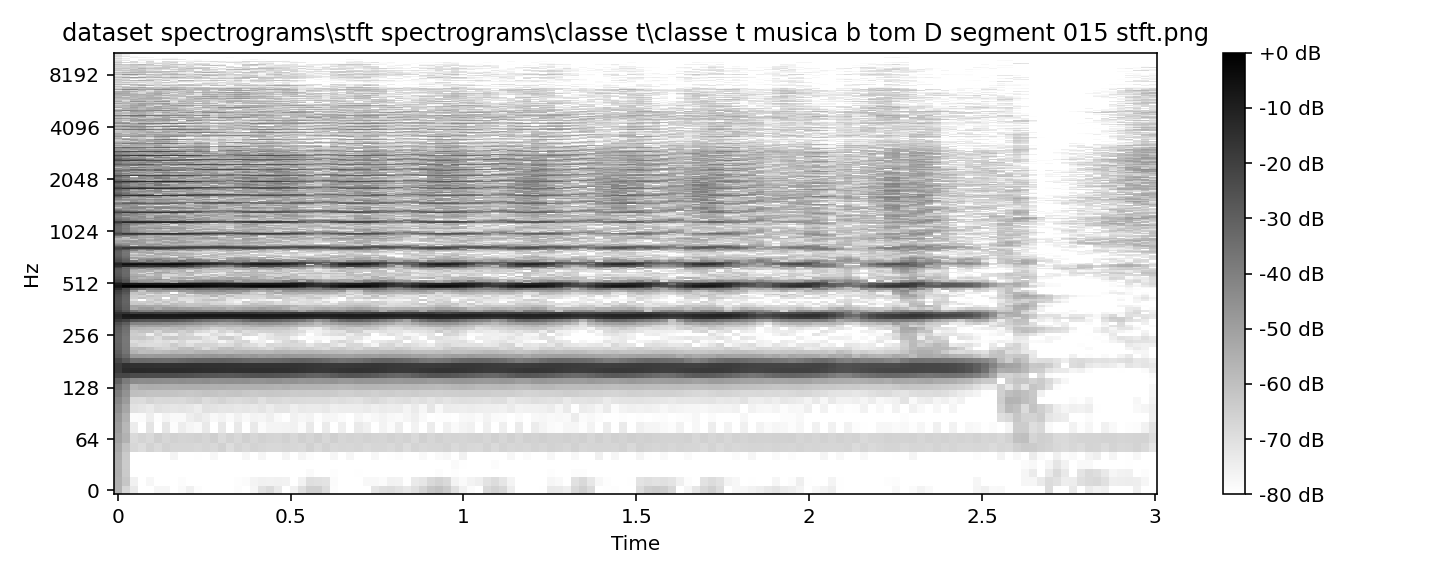 dataset spectrograms\stft spectrograms\classe t\classe t musica b tom D segment 015 stft.png
Hz
8192
4096
2048
1024
512
256
128
64
0
0
0.5
1
1.5
2
2.5
3
Time
+0 dB
-10 dB
-20 dB
-30 dB
-40 dB
-50 dB
-60 dB
-70 dB
-80 dB